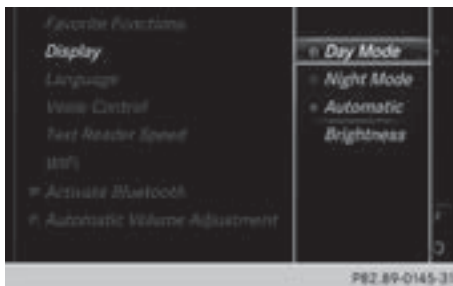 Favorite Functions
Display
Language
Voice Control
Text Reader Speed
WiFi
Activate Bluetooth
Automatic Volume Adjustment
Day Mode
Night Mode
Automatic
Brightness
P82.89-0145-31